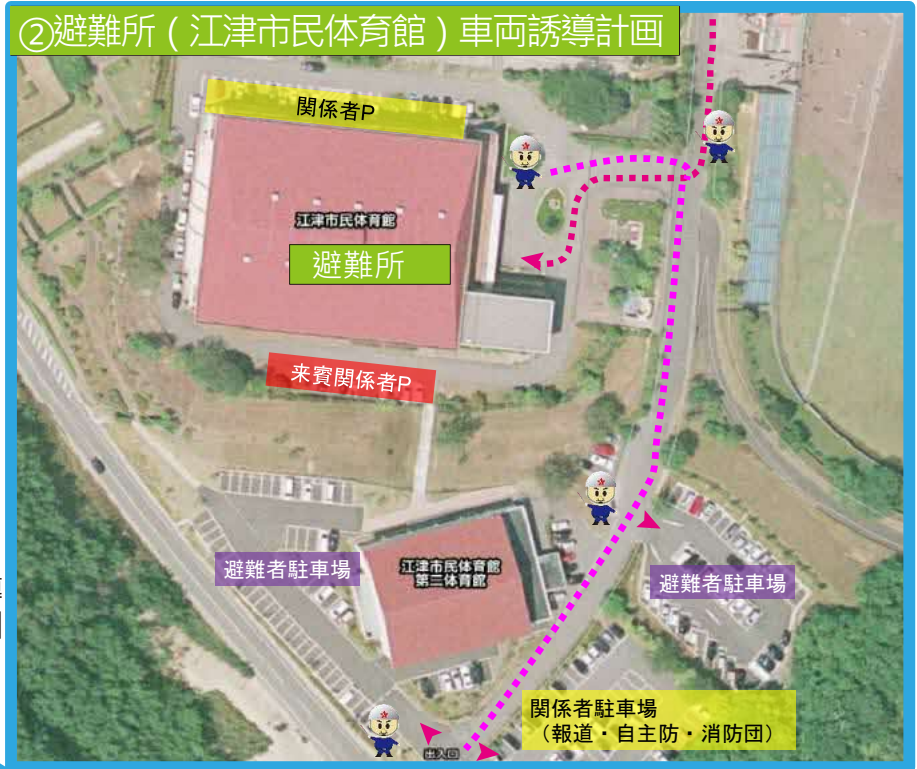 ②避難所（江津市民体育館）車両誘導計画
関係者P
江津市民体育館
避難所
来賓関係者P
避難者駐車場
江津市民体育館
第二体育館
避難者駐車場
関係者駐車場
（報道・自主防・消防団）
出入口